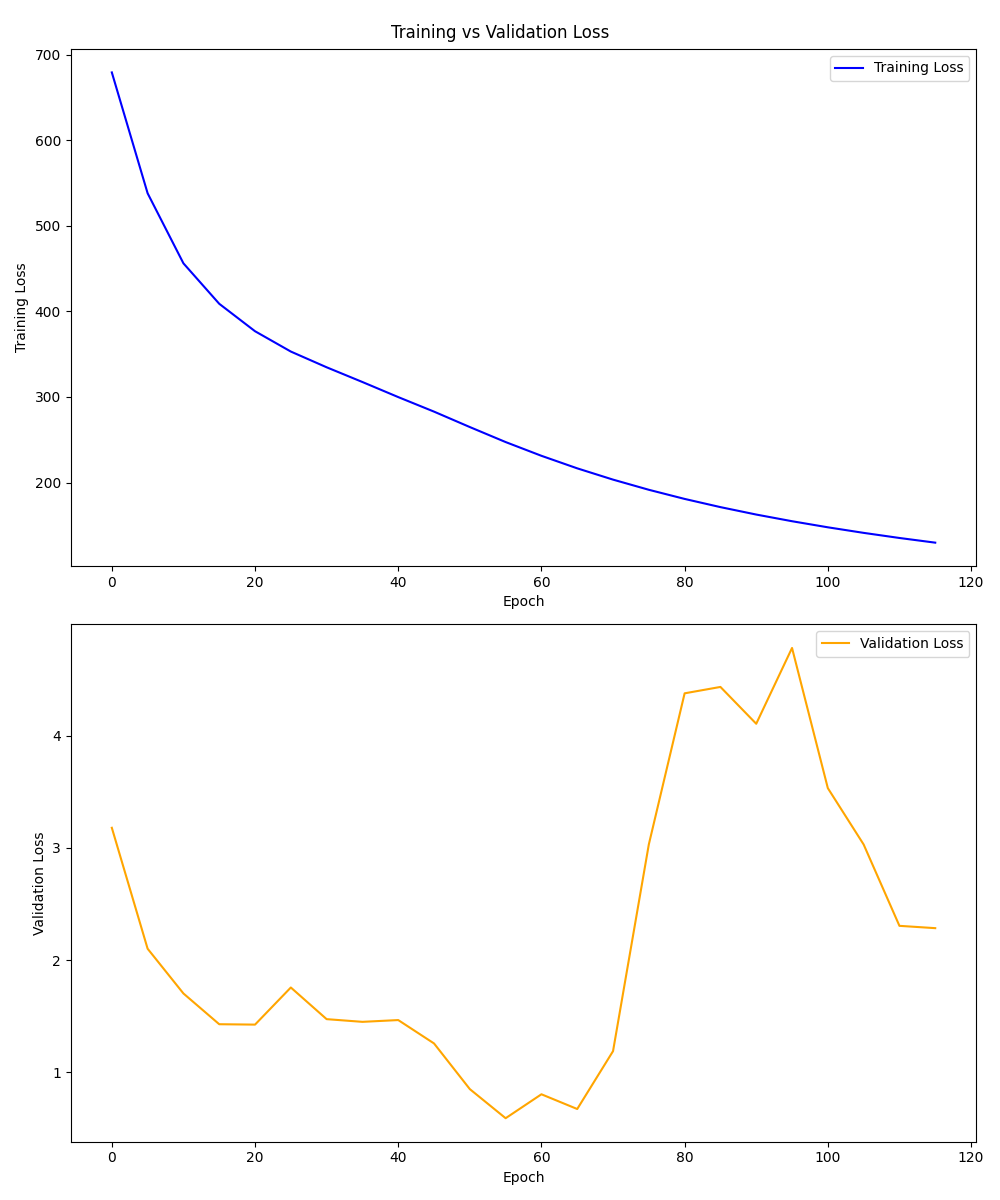 Training vs Validation Loss
Training Loss
700
600
500
400
300
200
Training Loss
0 20 40 60 80 100 120
Epoch
Validation Loss
4
3
2
1
Validation Loss
0 20 40 60 80 100 120
Epoch